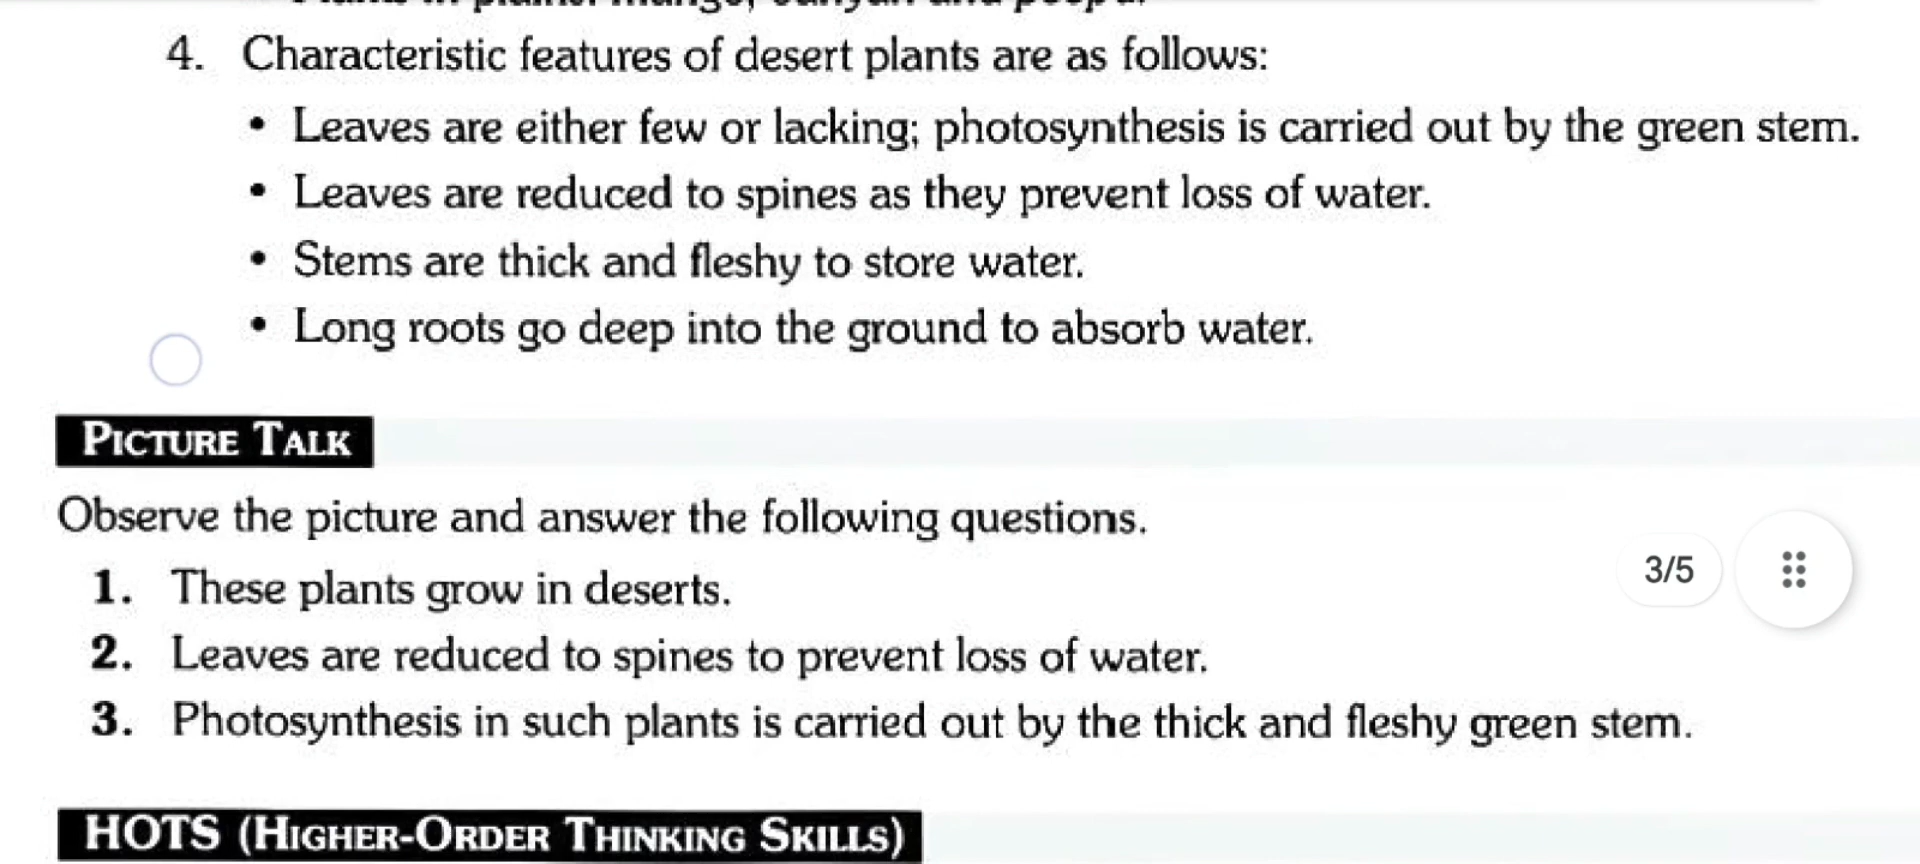 4. Characteristic features of desert plants are as follows:
• Leaves are either few or lacking; photosynthesis is carried out by the green stem.
• Leaves are reduced to spines as they prevent loss of water.
• Stems are thick and fleshy to store water.
• Long roots go deep into the ground to absorb water.
PICTURE TALK
Observe the picture and answer the following questions.
1. These plants grow in deserts.
3/5
2. Leaves are reduced to spines to prevent loss of water.
3. Photosynthesis in such plants is carried out by the thick and fleshy green stem.
HOTS (HIGHER-ORDER THINKING SKILLS)